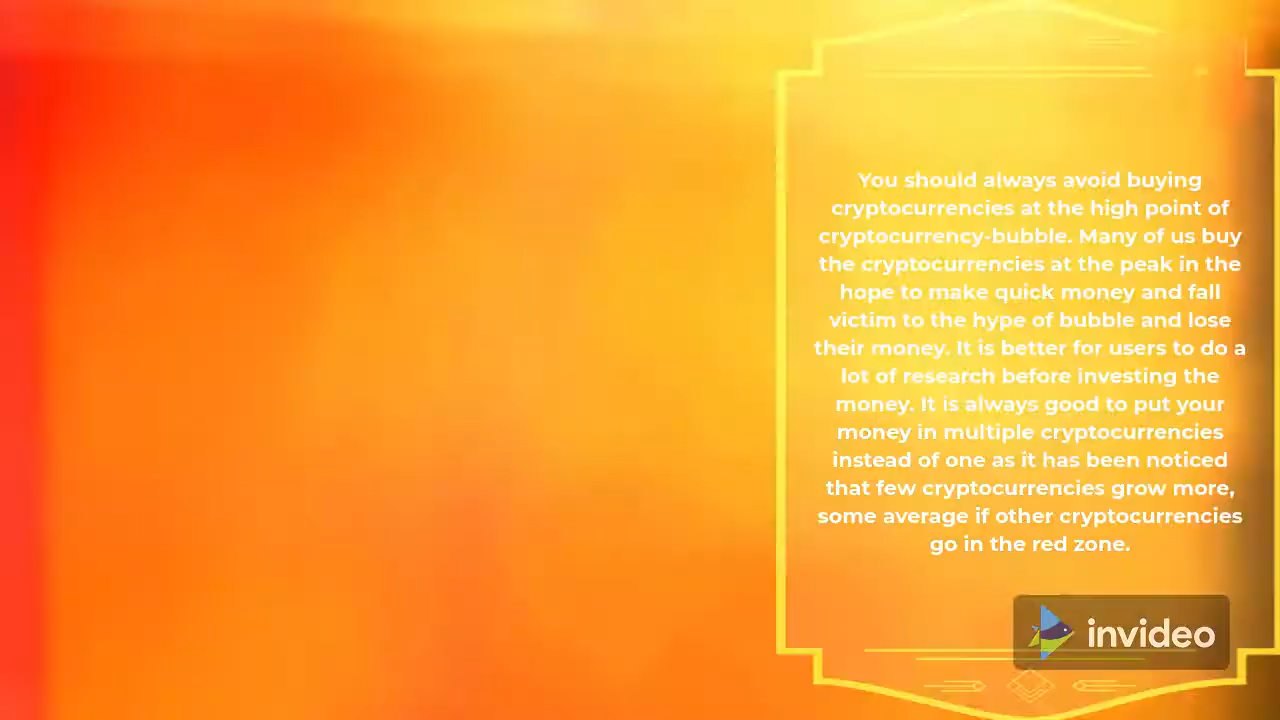 You should always avoid buying
cryptocurrencies at the high point of
cryptocurrency-bubble. Many of us buy
the cryptocurrencies at the peak in the
hope to make quick money and fall
victim to the hype of bubble and lose
their money. It is better for users to do a
lot of research before investing the
money. It is always good to put your
money in multiple cryptocurrencies
instead of one as it has been noticed
that few cryptocurrencies grow more,
some average if other cryptocurrencies
go in the red zone.
invideo